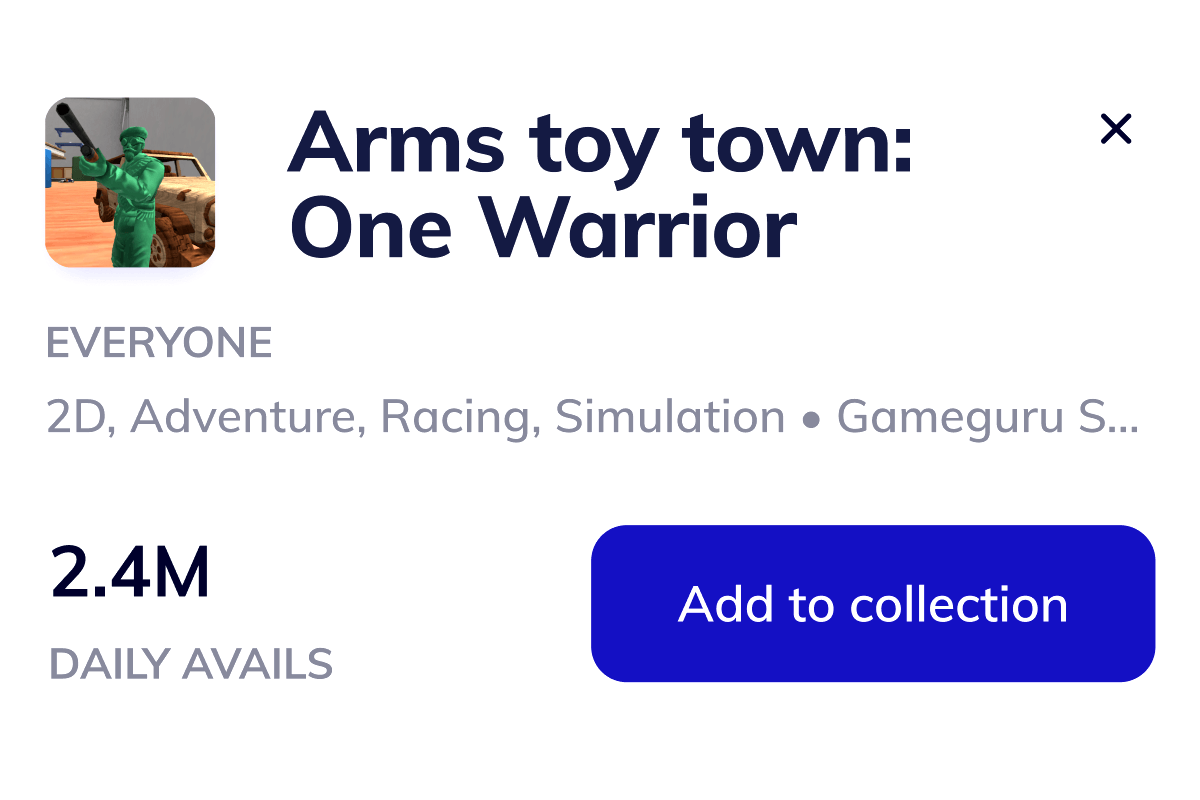 Arms toy town:
One Warrior
EVERYONE
2D, Adventure, Racing, Simulation • Gameguru S...
2.4M
DAILY AVAILS
Add to collection